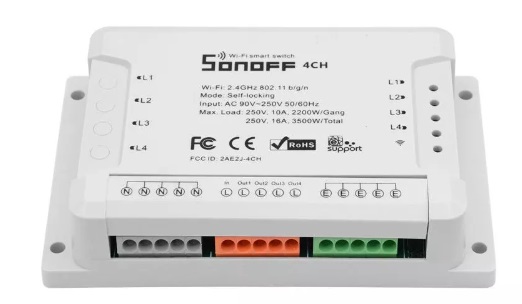 Wi-Fi smart switch
SONOFF 4CH
Wi-Fi: 2.4GHz 802.11 b/g/n
Mode: Self-locking
Input: AC 90V~250V 50/60Hz
Max. Load: 250V, 10A, 2200W/Gang
250V, 16A, 3500W/Total
L1
L2
L3
L4
L1
L2
L3
L4
FC CE RoHS support
FCC ID: 2AE2J-4CH
In Out1 Out2 Out3 Out4
N N N N N L L L L L E E E E E